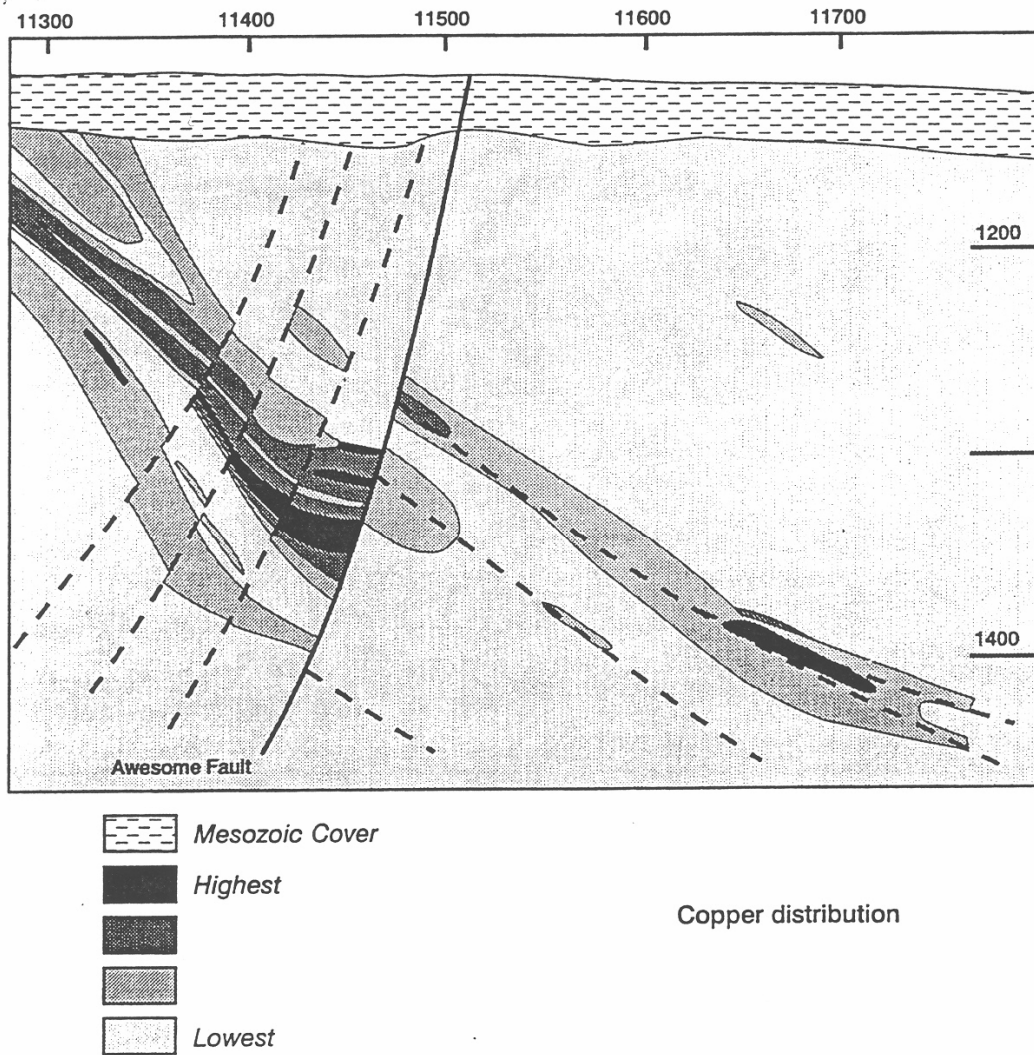 11300 11400 11500 11600 11700
1200
1400
Awesome Fault
Mesozoic Cover
Highest
Copper distribution
Lowest